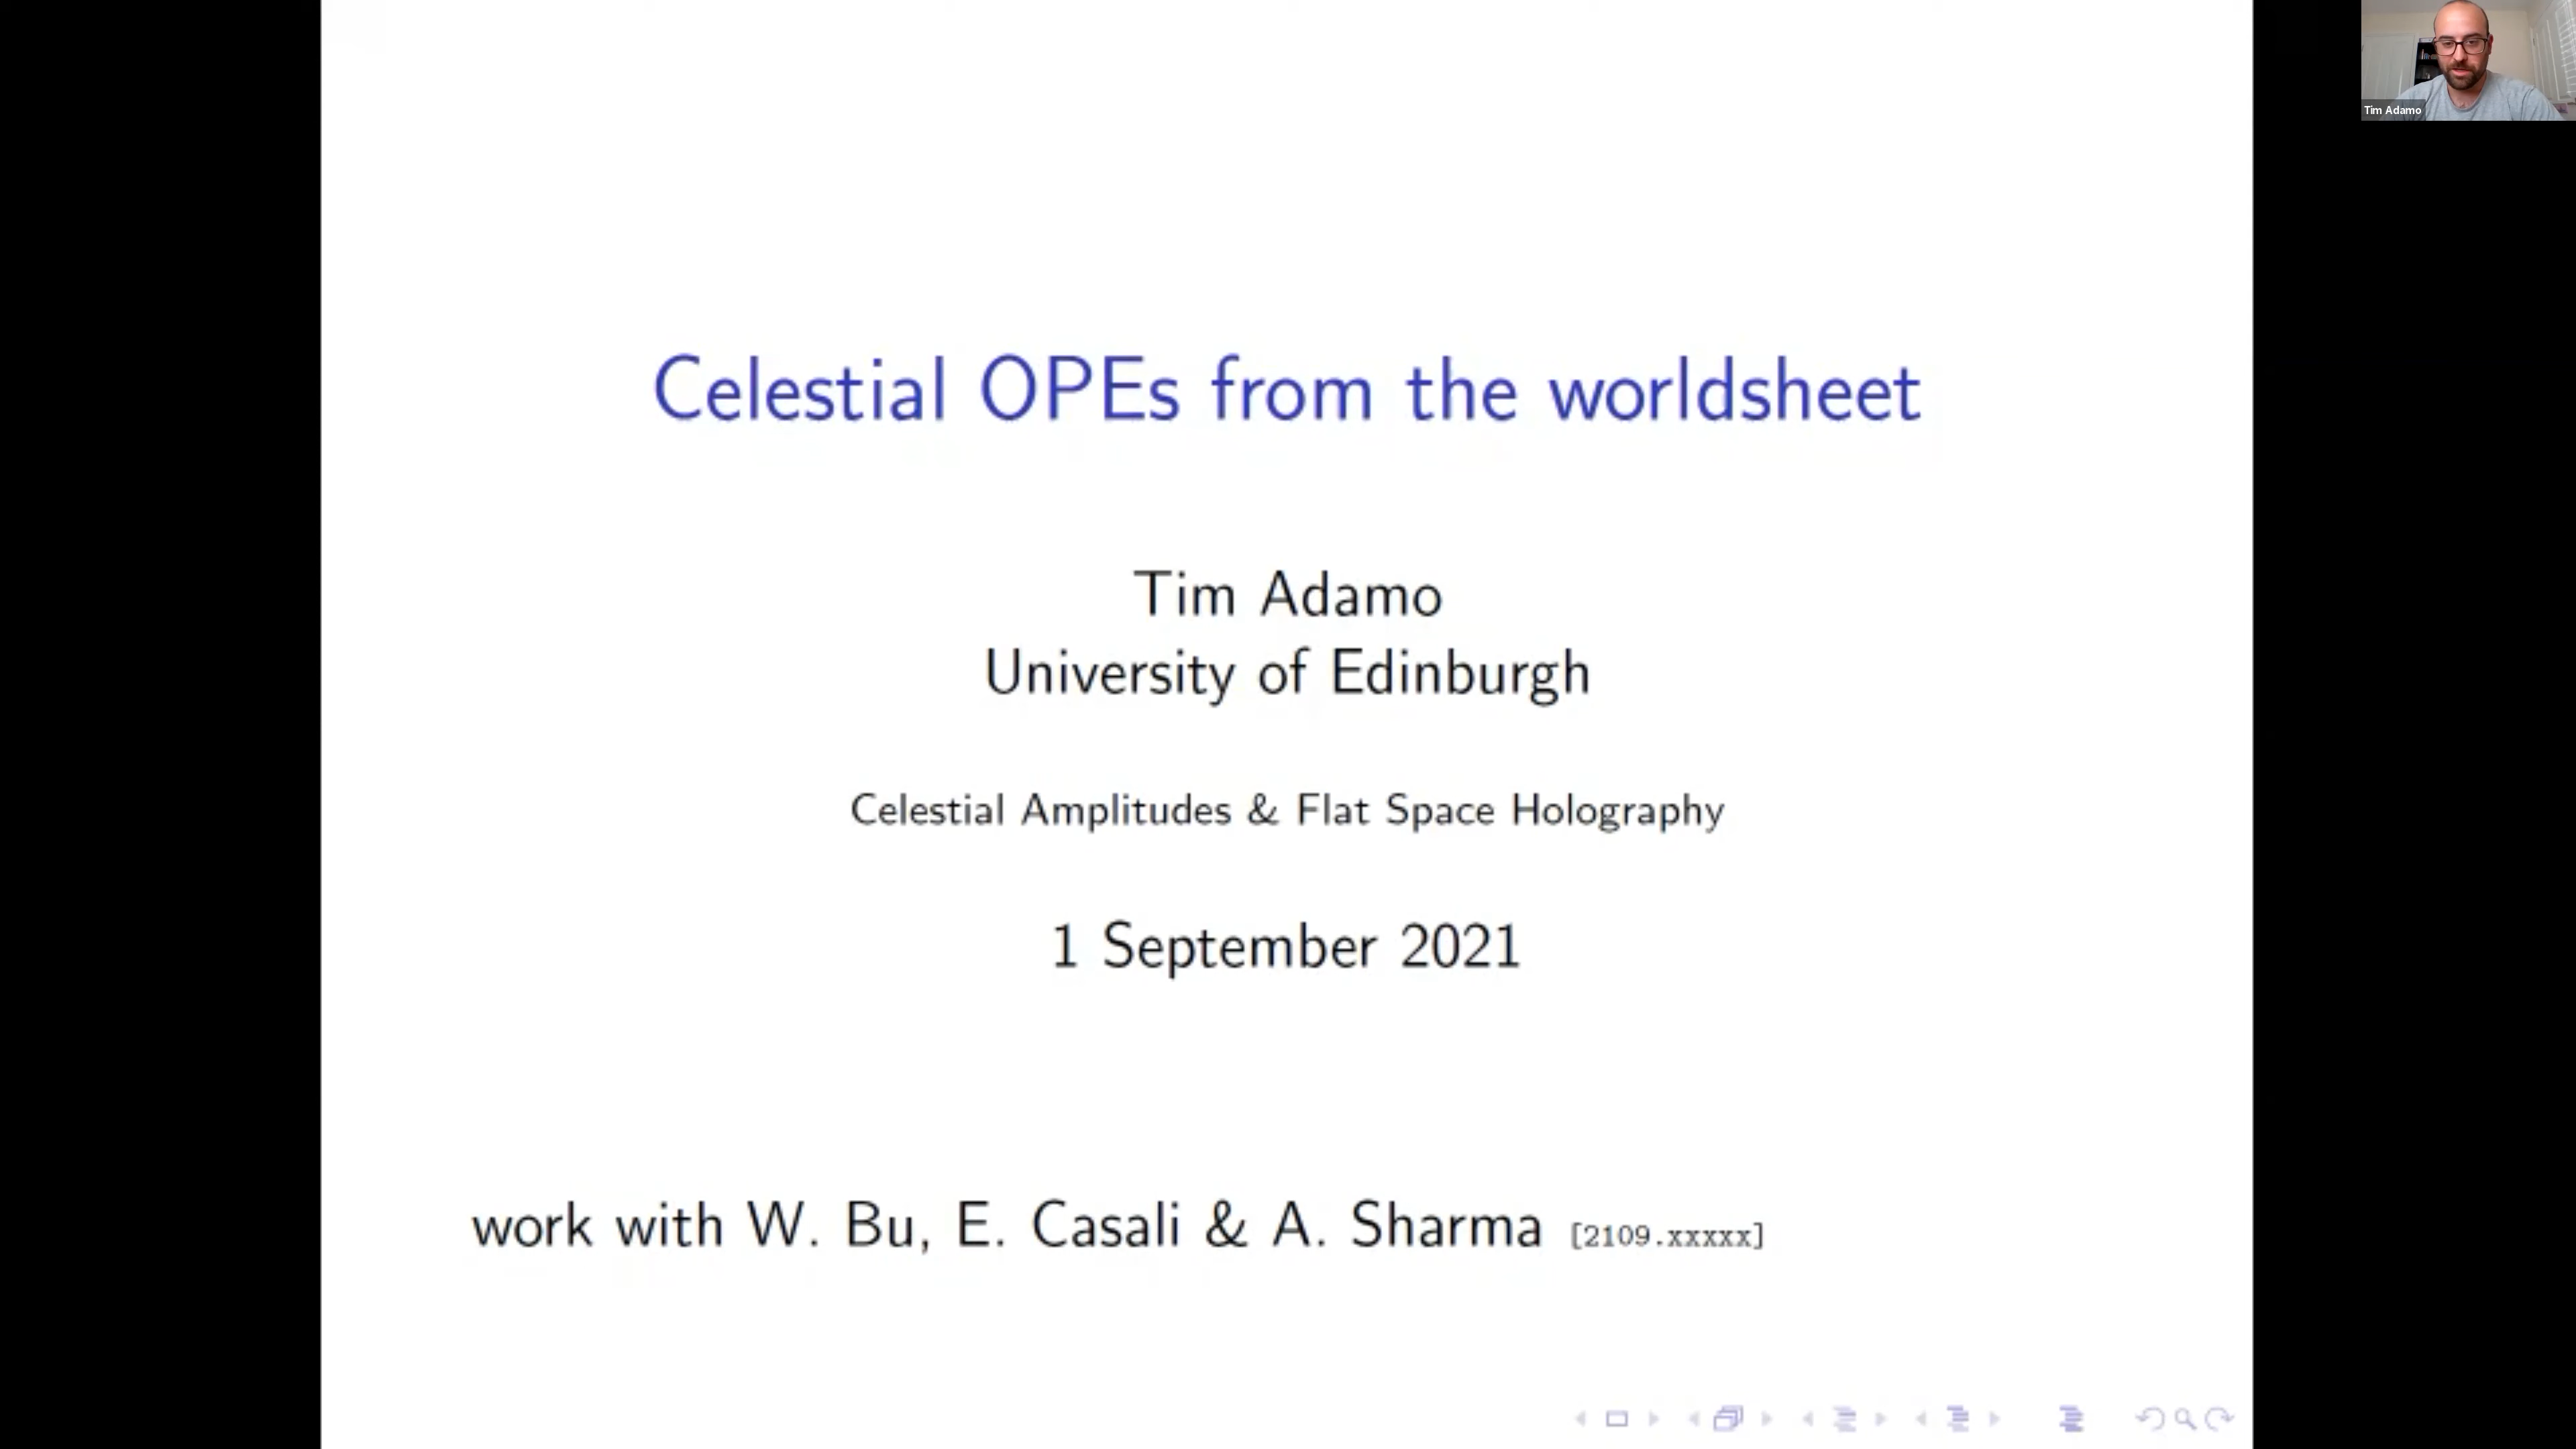 Tim Adamo
Celestial OPEs from the worldsheet
Tim Adamo
University of Edinburgh
Celestial Amplitudes & Flat Space Holography
1 September 2021
work with W. Bu, E. Casali & A. Sharma [2109.xxxxx]